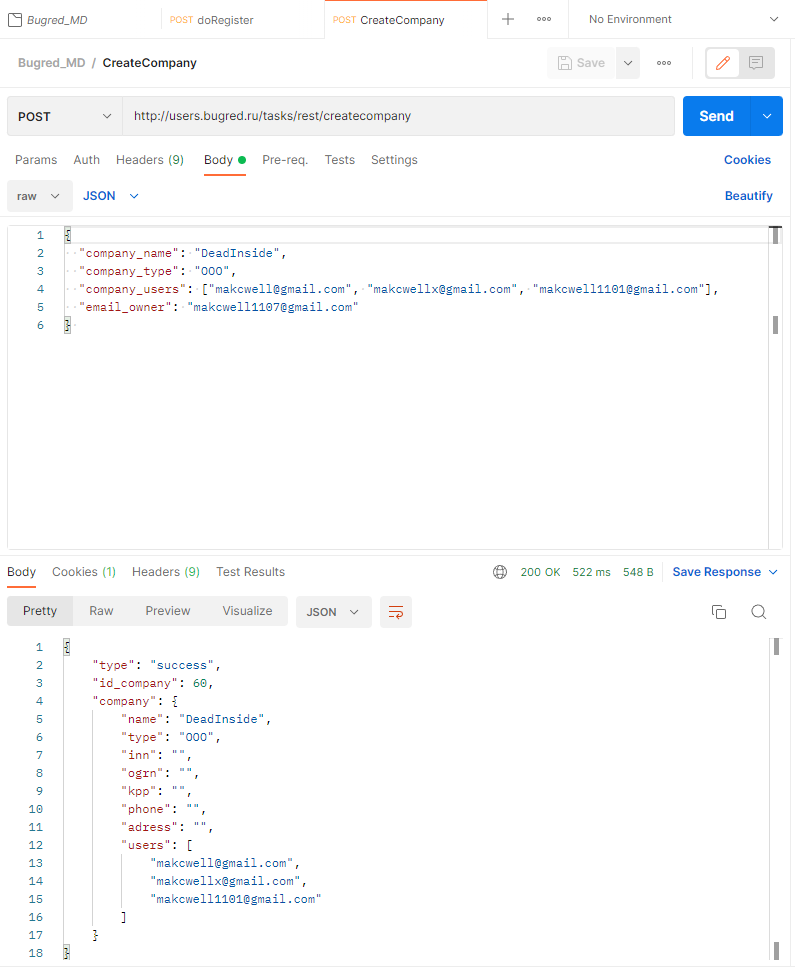 Bugred_MD POST doRegister POST CreateCompany No Environment
Bugred_MD / CreateCompany Save
POST http://users.bugred.ru/tasks/rest/createcompany Send
Params Auth Headers (9) Body Pre-req. Tests Settings Cookies
raw JSON Beautify
1 {
2 "company_name": "DeadInside",
3 "company_type": "OOO",
4 "company_users": ["makcwell@gmail.com", "makcwellx@gmail.com", "makcwell1101@gmail.com"],
5 "email_owner": "makcwell1107@gmail.com"
6 }
Body Cookies (1) Headers (9) Test Results 200 OK 522 ms 548 B Save Response
Pretty Raw Preview Visualize JSON
1 {
2 "type": "success",
3 "id_company": 60,
4 "company": {
5 "name": "DeadInside",
6 "type": "OOO",
7 "inn": "",
8 "ogrn": "",
9 "kpp": "",
10 "phone": "",
11 "adress": "",
12 "users": [
13 "makcwell@gmail.com",
14 "makcwellx@gmail.com",
15 "makcwell1101@gmail.com"
16 ]
17 }
18 }